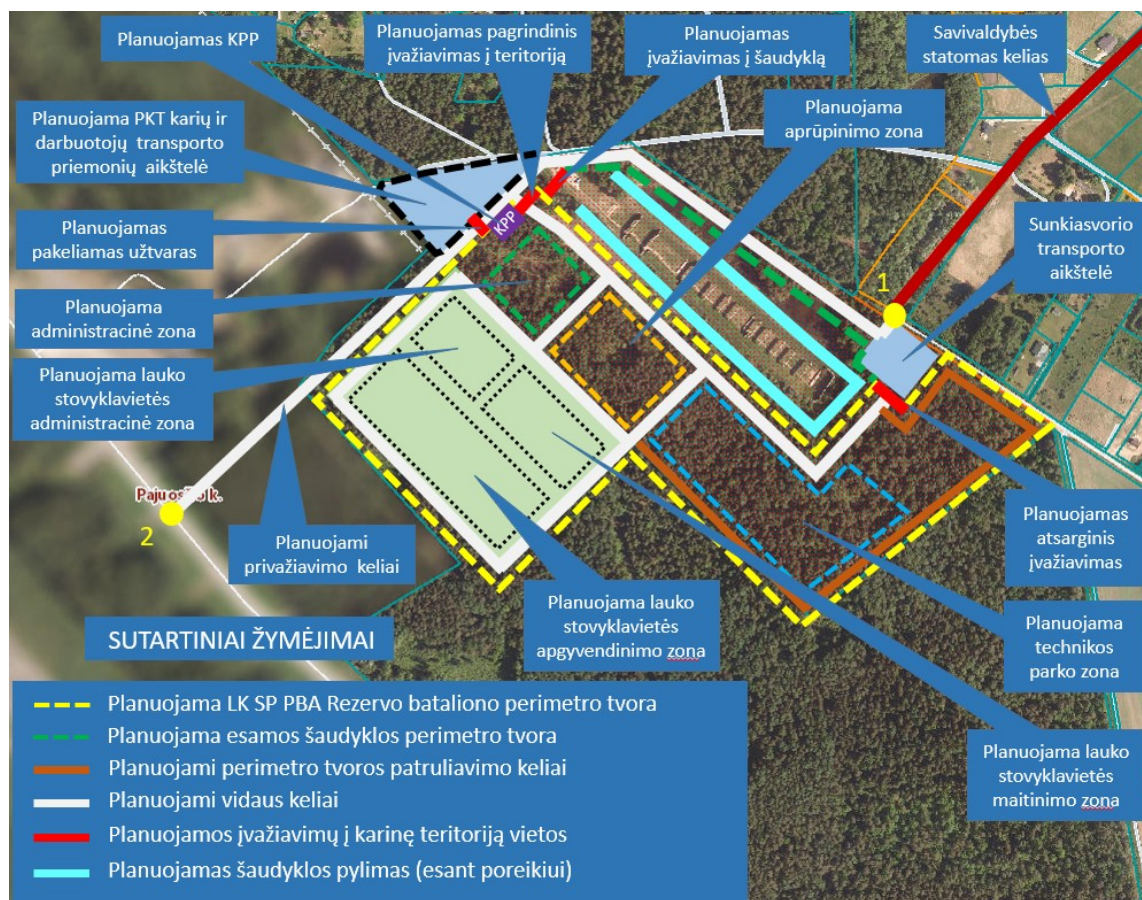 Planuojamas KPP
Planuojamas pagrindinis
įvažiavimas į teritoriją
Planuojamas
įvažiavimas į šaudyklą
Savivaldybės
statomas kelias
Planuojama PKT karių ir
darbuotojų transporto
priemonių aikštelė
Planuojama
aprūpinimo zona
Planuojamas
pakeliamas užtvaras
KPP
Sunkiasvorio
transporto
aikštelė
1
Planuojama
administracinė zona
Planuojama lauko
stovyklavietės
administracinė zona
2
Planuojami
privažiavimo keliai
Planuojamas
atsarginis
įvažiavimas
Planuojama lauko
stovyklavietės
apgyvendinimo zona
Planuojama
technikos
parko zona
Planuojama lauko
stovyklavietės
maitinimo zona
SUTARTINIAI ŽYMĖJIMAI
Planuojama LK SP PBA Rezervo bataliono perimetro tvora
Planuojama esamos šaudyklos perimetro tvora
Planuojami perimetro tvoros patruliavimo keliai
Planuojami vidaus keliai
Planuojamos įvažiavimų į karinę teritoriją vietos
Planuojamas šaudyklos pylimas (esant poreikiui)